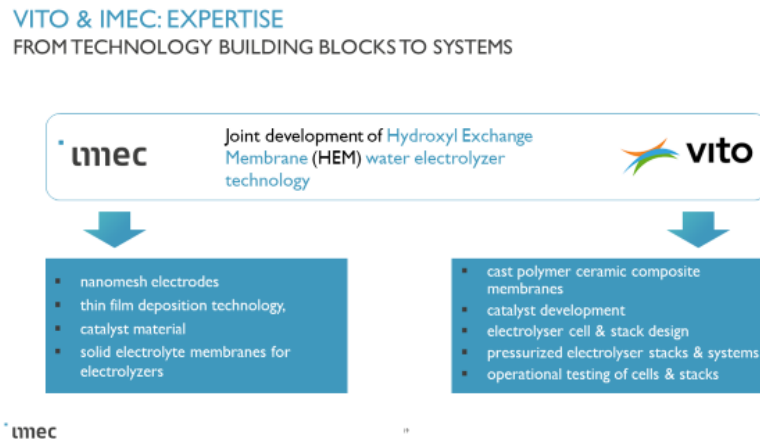 VITO & IMEC: EXPERTISE
FROM TECHNOLOGY BUILDING BLOCKS TO SYSTEMS
imec
Joint development of Hydroxyl Exchange
Membrane (HEM) water electrolyzer
technology
vito
▪ nanomesh electrodes
▪ thin film deposition technology,
▪ catalyst material
▪ solid electrolyte membranes for
electrolyzers
▪ cast polymer ceramic composite
membranes
▪ catalyst development
▪ electrolyser cell & stack design
▪ pressurized electrolyser stacks & systems
▪ operational testing of cells & stacks
imec
19